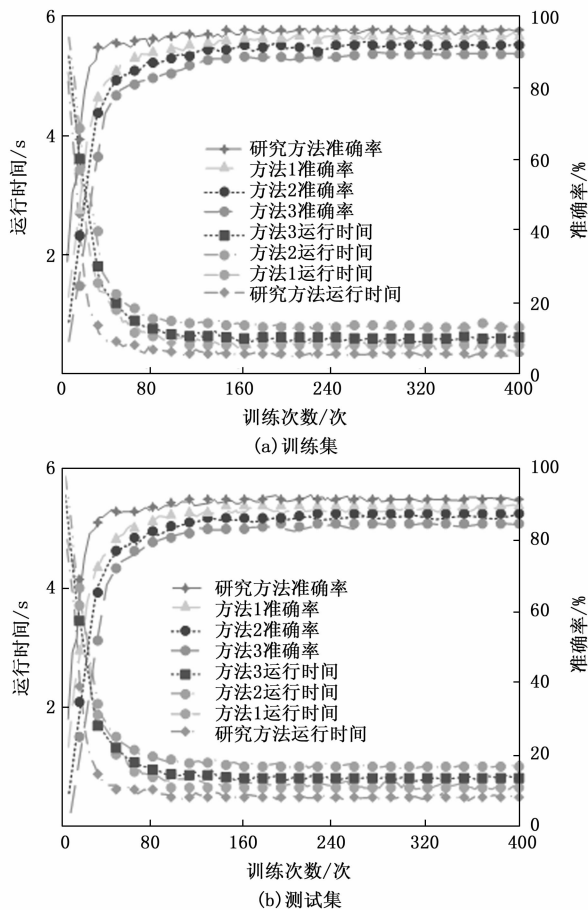 6
4
2
运行时间/s
100
80
60
40
20
0
准确率/%
研究方法准确率
方法1准确率
方法2准确率
方法3准确率
方法3运行时间
方法2运行时间
方法1运行时间
研究方法运行时间
0 80 160 240 320 400
训练次数/次
(a)训练集
6
4
2
运行时间/s
100
80
60
40
20
0
准确率/%
研究方法准确率
方法1准确率
方法2准确率
方法3准确率
方法3运行时间
方法2运行时间
方法1运行时间
研究方法运行时间
0 80 160 240 320 400
训练次数/次
(b)测试集